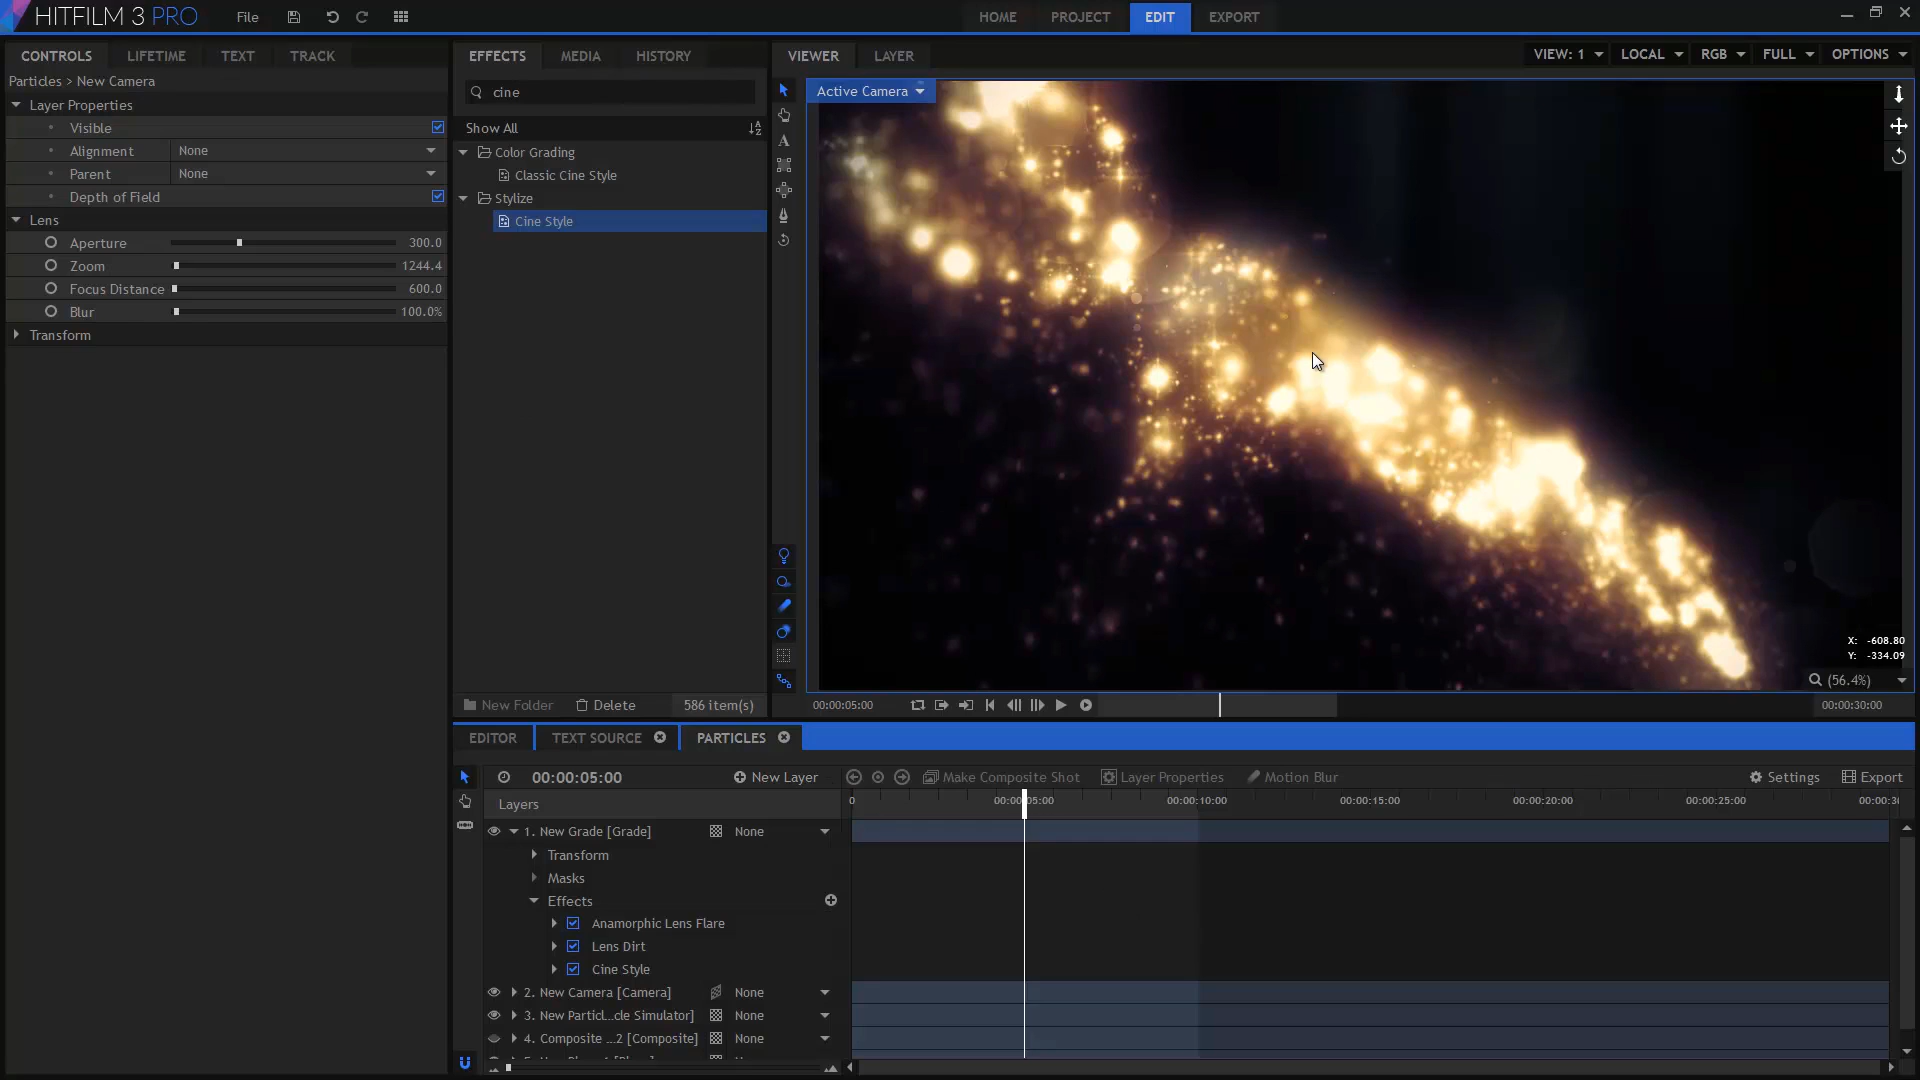 HITFILM 3 PRO
File
HOME
PROJECT
EDIT
EXPORT
CONTROLS
LIFETIME
TEXT
TRACK
Particles > New Camera
Layer Properties
Visible
Alignment
None
Parent
None
Depth of Field
Lens
Aperture
300.0
Zoom
1244.4
Focus Distance
600.0
Blur
100.0%
Transform
EFFECTS
MEDIA
HISTORY
cine
Show All
Color Grading
Classic Cine Style
Stylize
Cine Style
New Folder
Delete
586 item(s)
VIEWER
LAYER
VIEW: 1
LOCAL
RGB
FULL
OPTIONS
Active Camera
X: -608.80
Y: -334.09
(56.4%)
00:00:05:00
00:00:30:00
EDITOR
TEXT SOURCE
PARTICLES
00:00:05:00
New Layer
Make Composite Shot
Layer Properties
Motion Blur
Settings
Export
Layers
0
00:00:05:00
00:00:10:00
00:00:15:00
00:00:20:00
00:00:25:00
1. New Grade [Grade]
None
Transform
Masks
Effects
Anamorphic Lens Flare
Lens Dirt
Cine Style
2. New Camera [Camera]
None
3. New Particl...cle Simulator]
None
4. Composite ...2 [Composite]
None